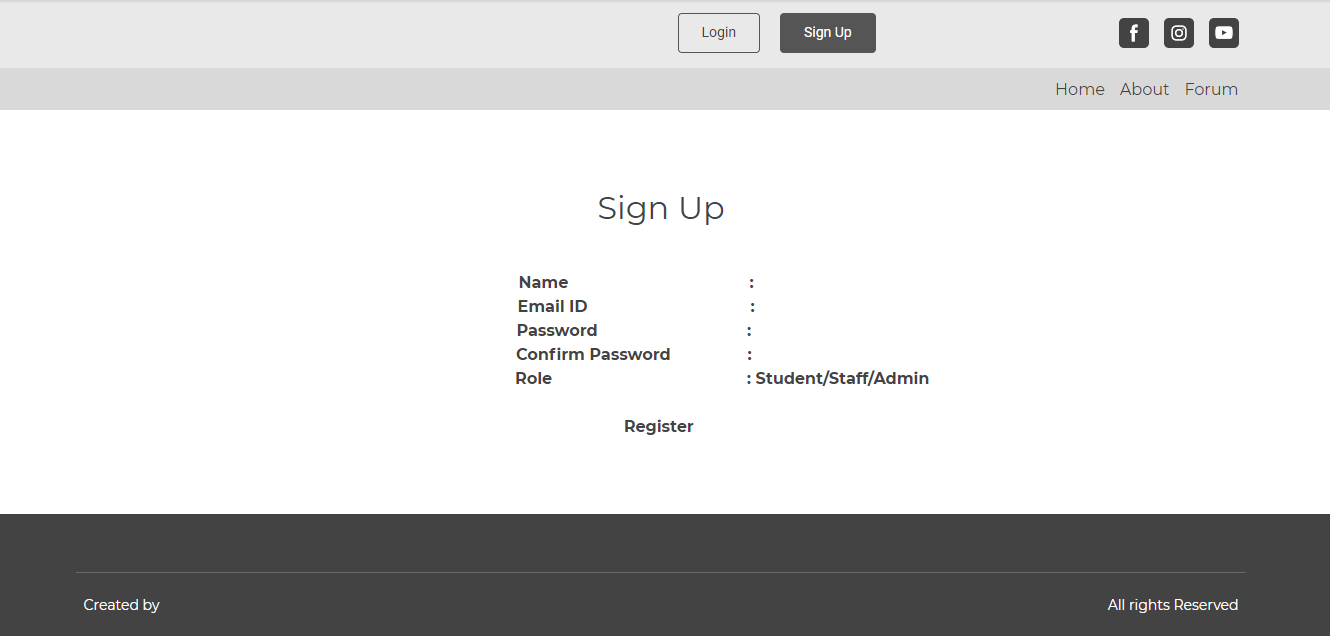 Login Sign Up
Home About Forum
Sign Up
Name :
Email ID :
Password :
Confirm Password :
Role : Student/Staff/Admin
Register
Created by All rights Reserved